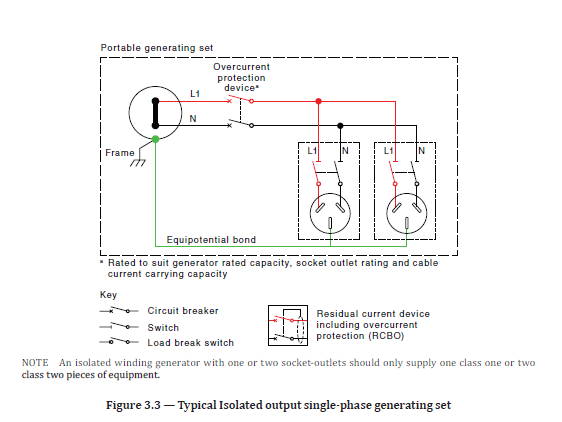 Portable generating set
Overcurrent
protection
device*
L1
N
Frame
L1
N
L1
N
Equipotential bond
* Rated to suit generator rated capacity, socket outlet rating and cable
current carrying capacity
Key
Circuit breaker
Switch
Load break switch
Residual current device
including overcurrent
protection (RCBO)
NOTE An isolated winding generator with one or two socket-outlets should only supply one class one or two
class two pieces of equipment.
Figure 3.3 — Typical Isolated output single-phase generating set